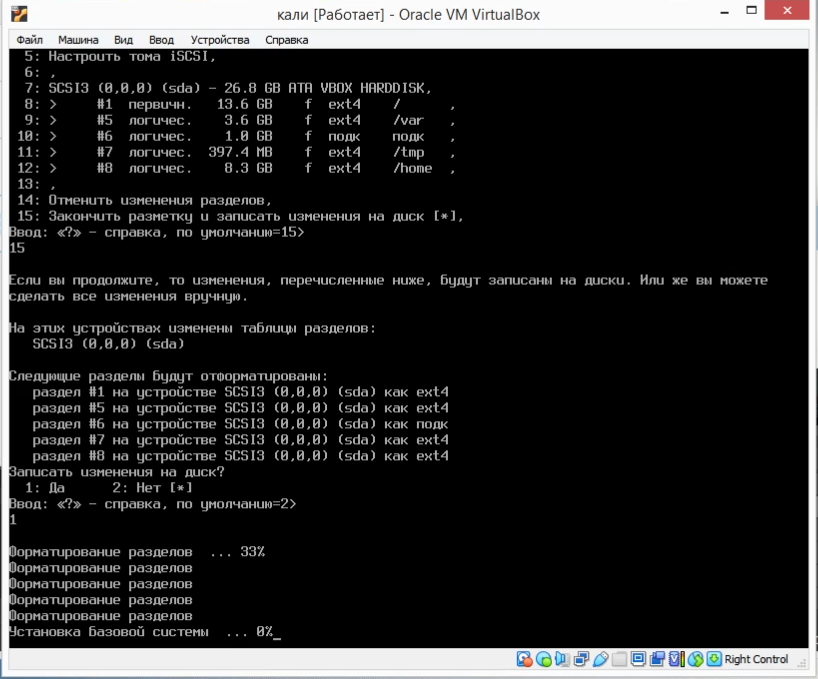 кали [Работает] - Oracle VM VirtualBox
Файл Машина Вид Ввод Устройства Справка
5: Настроить тома iSCSI,
6: ,
7: SCSI3 (0,0,0) (sda) - 26.8 GB ATA VBOX HARDDISK,
8: > #1 первичн. 13.6 GB f ext4 / ,
9: > #5 логичес. 3.6 GB f ext4 /var ,
10: > #6 логичес. 1.0 GB f подк подк ,
11: > #7 логичес. 397.4 MB f ext4 /tmp ,
12: > #8 логичес. 8.3 GB f ext4 /home ,
13: ,
14: Отменить изменения разделов,
15: Закончить разметку и записать изменения на диск [*],
Ввод: «?» - справка, по умолчанию=15>
15
Если вы продолжите, то изменения, перечисленные ниже, будут записаны на диски. Или же вы можете
сделать все изменения вручную.
На этих устройствах изменены таблицы разделов:
SCSI3 (0,0,0) (sda)
Следующие разделы будут отформатированы:
раздел #1 на устройстве SCSI3 (0,0,0) (sda) как ext4
раздел #5 на устройстве SCSI3 (0,0,0) (sda) как ext4
раздел #6 на устройстве SCSI3 (0,0,0) (sda) как подк
раздел #7 на устройстве SCSI3 (0,0,0) (sda) как ext4
раздел #8 на устройстве SCSI3 (0,0,0) (sda) как ext4
Записать изменения на диск?
1: Да 2: Нет [*]
Ввод: «?» - справка, по умолчанию=2>
1
Форматирование разделов ... 33%
Форматирование разделов
Форматирование разделов
Форматирование разделов
Форматирование разделов
Установка базовой системы ... 0%_
Right Control